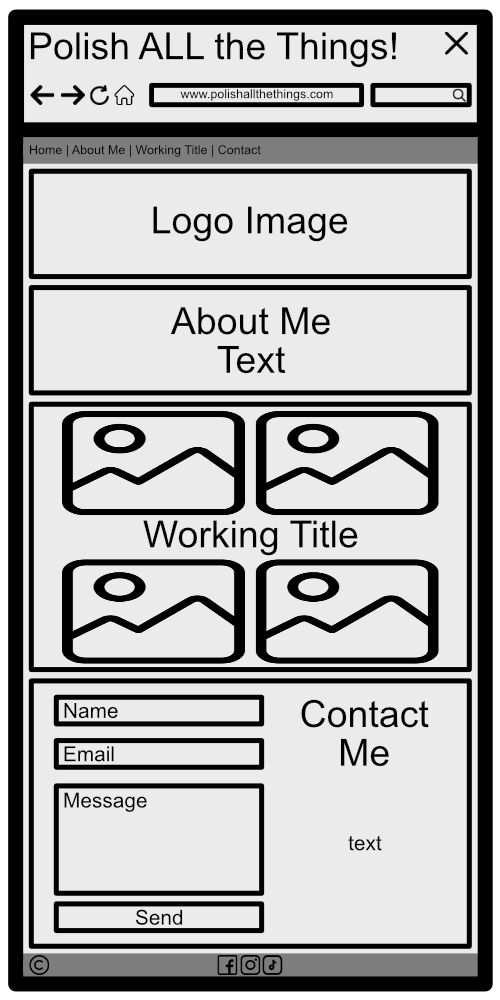 Polish ALL the Things!
www.polishallthethings.com
Home | About Me | Working Title | Contact
Logo Image
About Me
Text
Working Title
Name
Email
Message
Send
Contact
Me
text
©